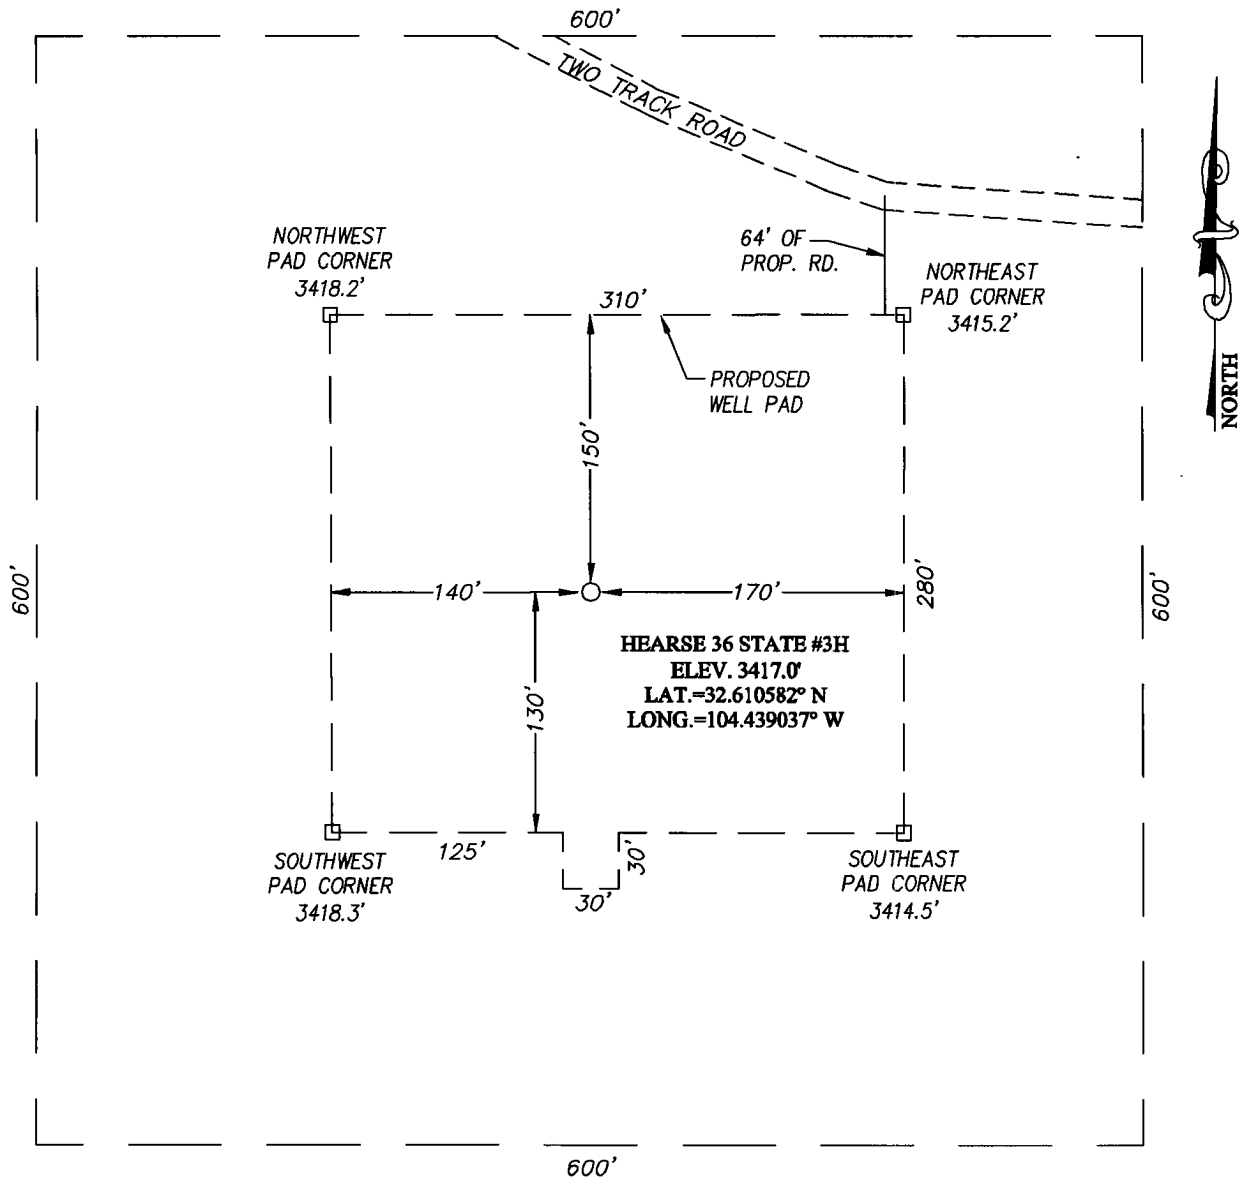 600'
TWO TRACK ROAD
NORTHWEST
PAD CORNER
3418.2'
64' OF
PROP. RD.
NORTHEAST
PAD CORNER
3415.2'
310'
PROPOSED
WELL PAD
NORTH
150'
600'
140'
170'
280'
600'
HEARSE 36 STATE #3H
ELEV. 3417.0'
LAT.=32.610582° N
LONG.=104.439037° W
130'
125'
30'
30'
SOUTHWEST
PAD CORNER
3418.3'
SOUTHEAST
PAD CORNER
3414.5'
600'